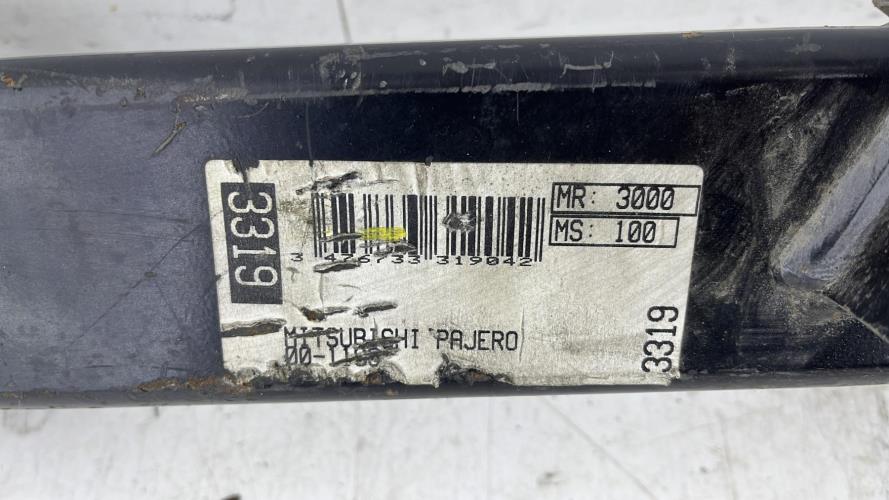 3319
MR: 3000
MS: 100
3 476733 319042
MITSUBISHI PAJERO
3319